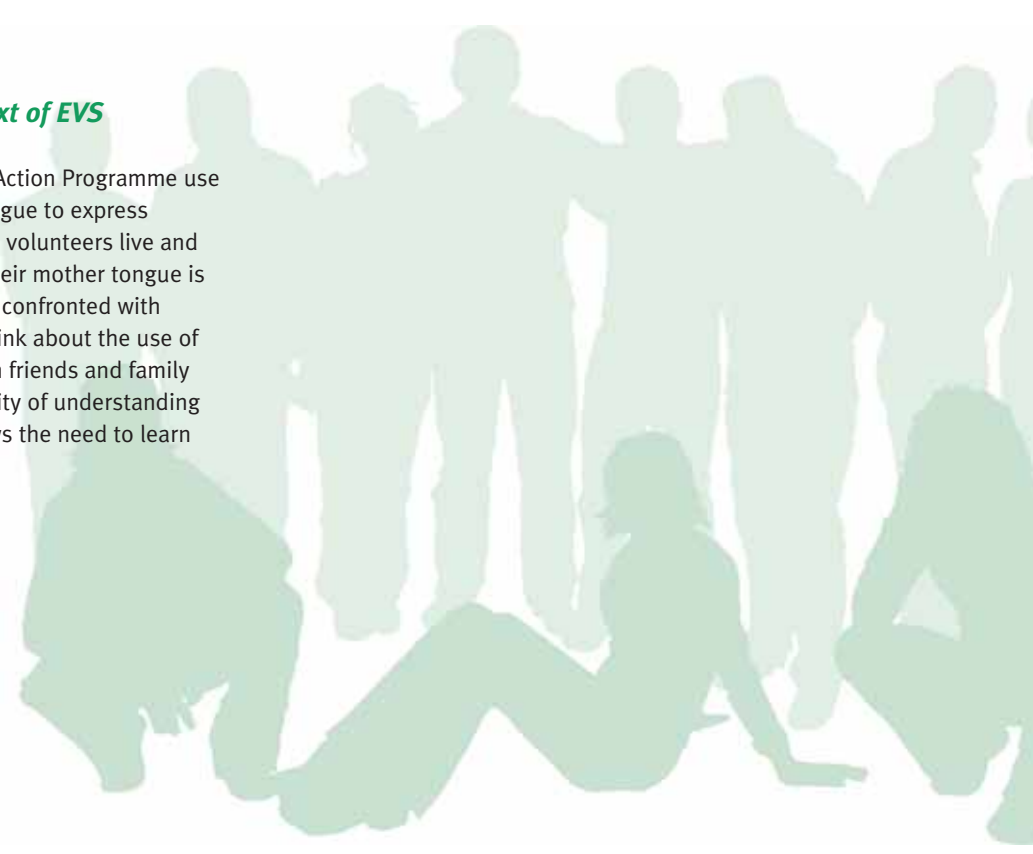 xt of EVS
Action Programme use
gue to express
volunteers live and
eir mother tongue is
confronted with
ink about the use of
friends and family
ity of understanding
s the need to learn